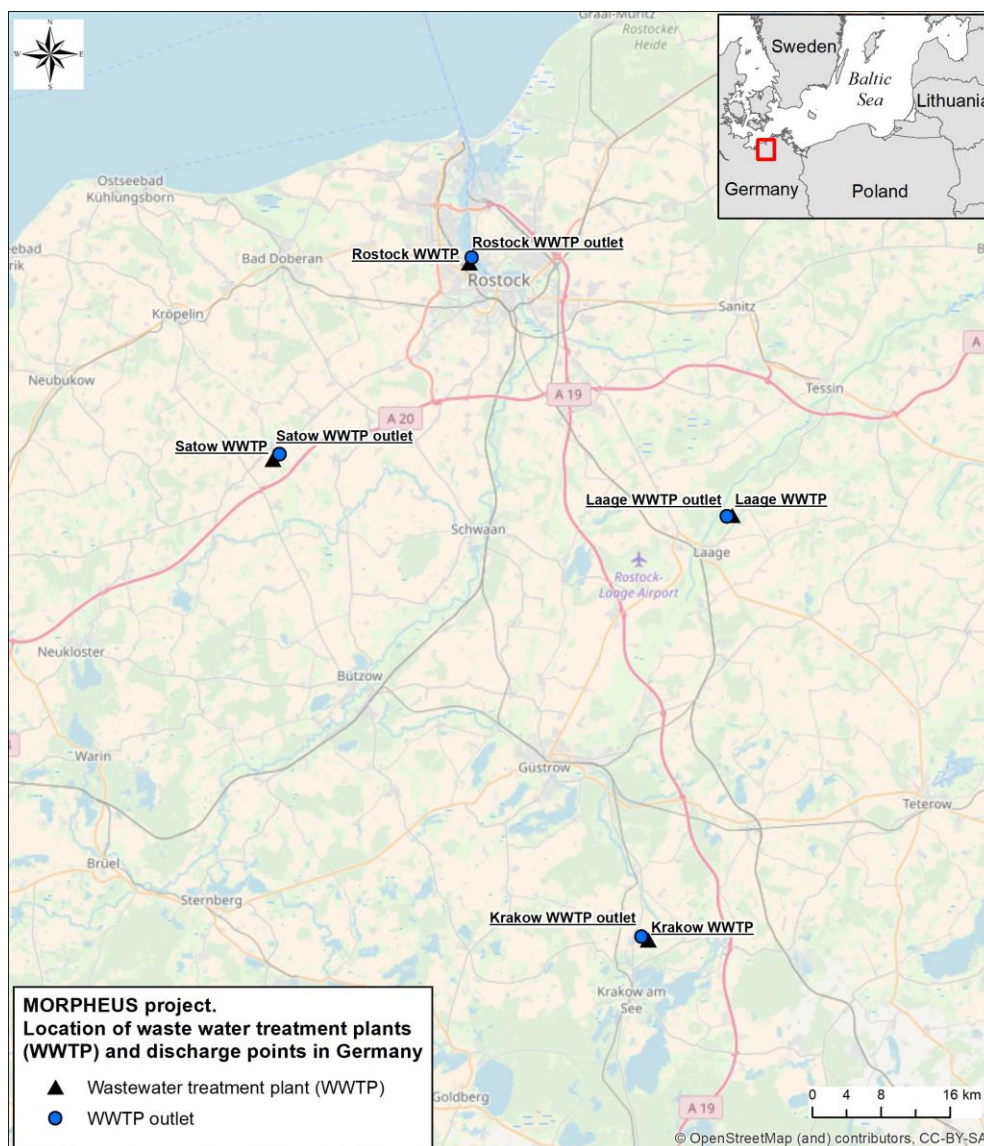 Graal-Müritz
Rostocker
Heide
N
W
E
S
Sweden
Baltic
Sea
Lithuania
Germany
Poland
Ostseebad
Kühlungsborn
Rostock WWTP outlet
Rostock WWTP
Bad Doberan
Rostock
Kröpelin
Sanitz
Neubukow
Tessin
A 19
A 20
A
Satow WWTP outlet
Satow WWTP
Laage WWTP outlet
Laage WWTP
Schwaan
Laage
Rostock-
Laage Airport
Neukloster
Bützow
Warin
Güstrow
Teterow
Brüel
Sternberg
Krakow WWTP outlet
Krakow WWTP
Krakow am
See
MORPHEUS project.
Location of waste water treatment plants
(WWTP) and discharge points in Germany
Wastewater treatment plant (WWTP)
WWTP outlet
Goldberg
A 19
0 4 8 16 km
© OpenStreetMap (and) contributors, CC-BY-SA